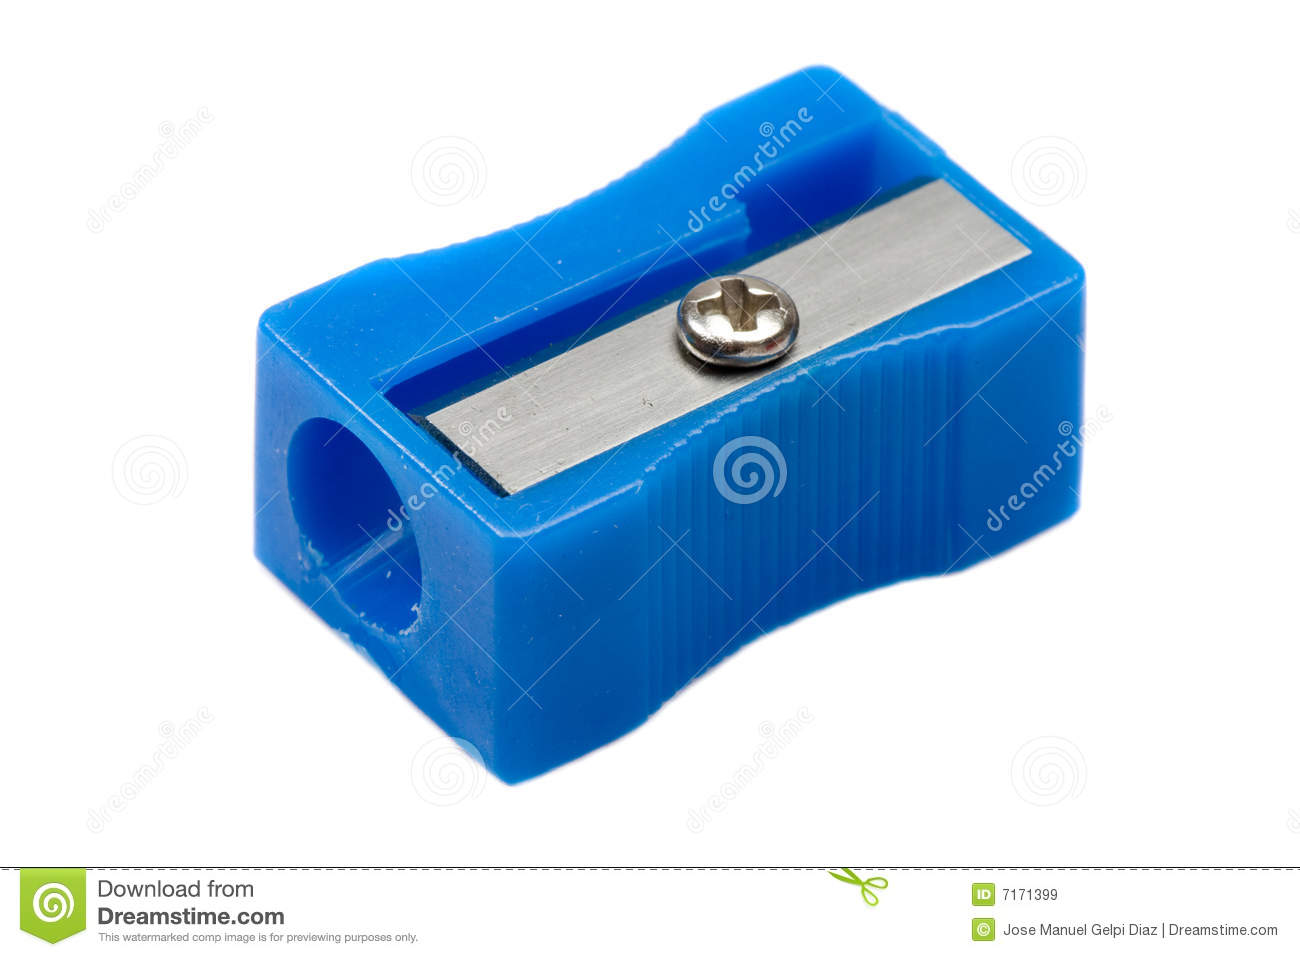 dreamstime
dreamstime
dreamstime
dreamstime
dreamstime
dreamstime
Download from
Dreamstime.com
This watermarked comp image is for previewing purposes only.
ID 7171399
© Jose Manuel Gelpi Diaz | Dreamstime.com